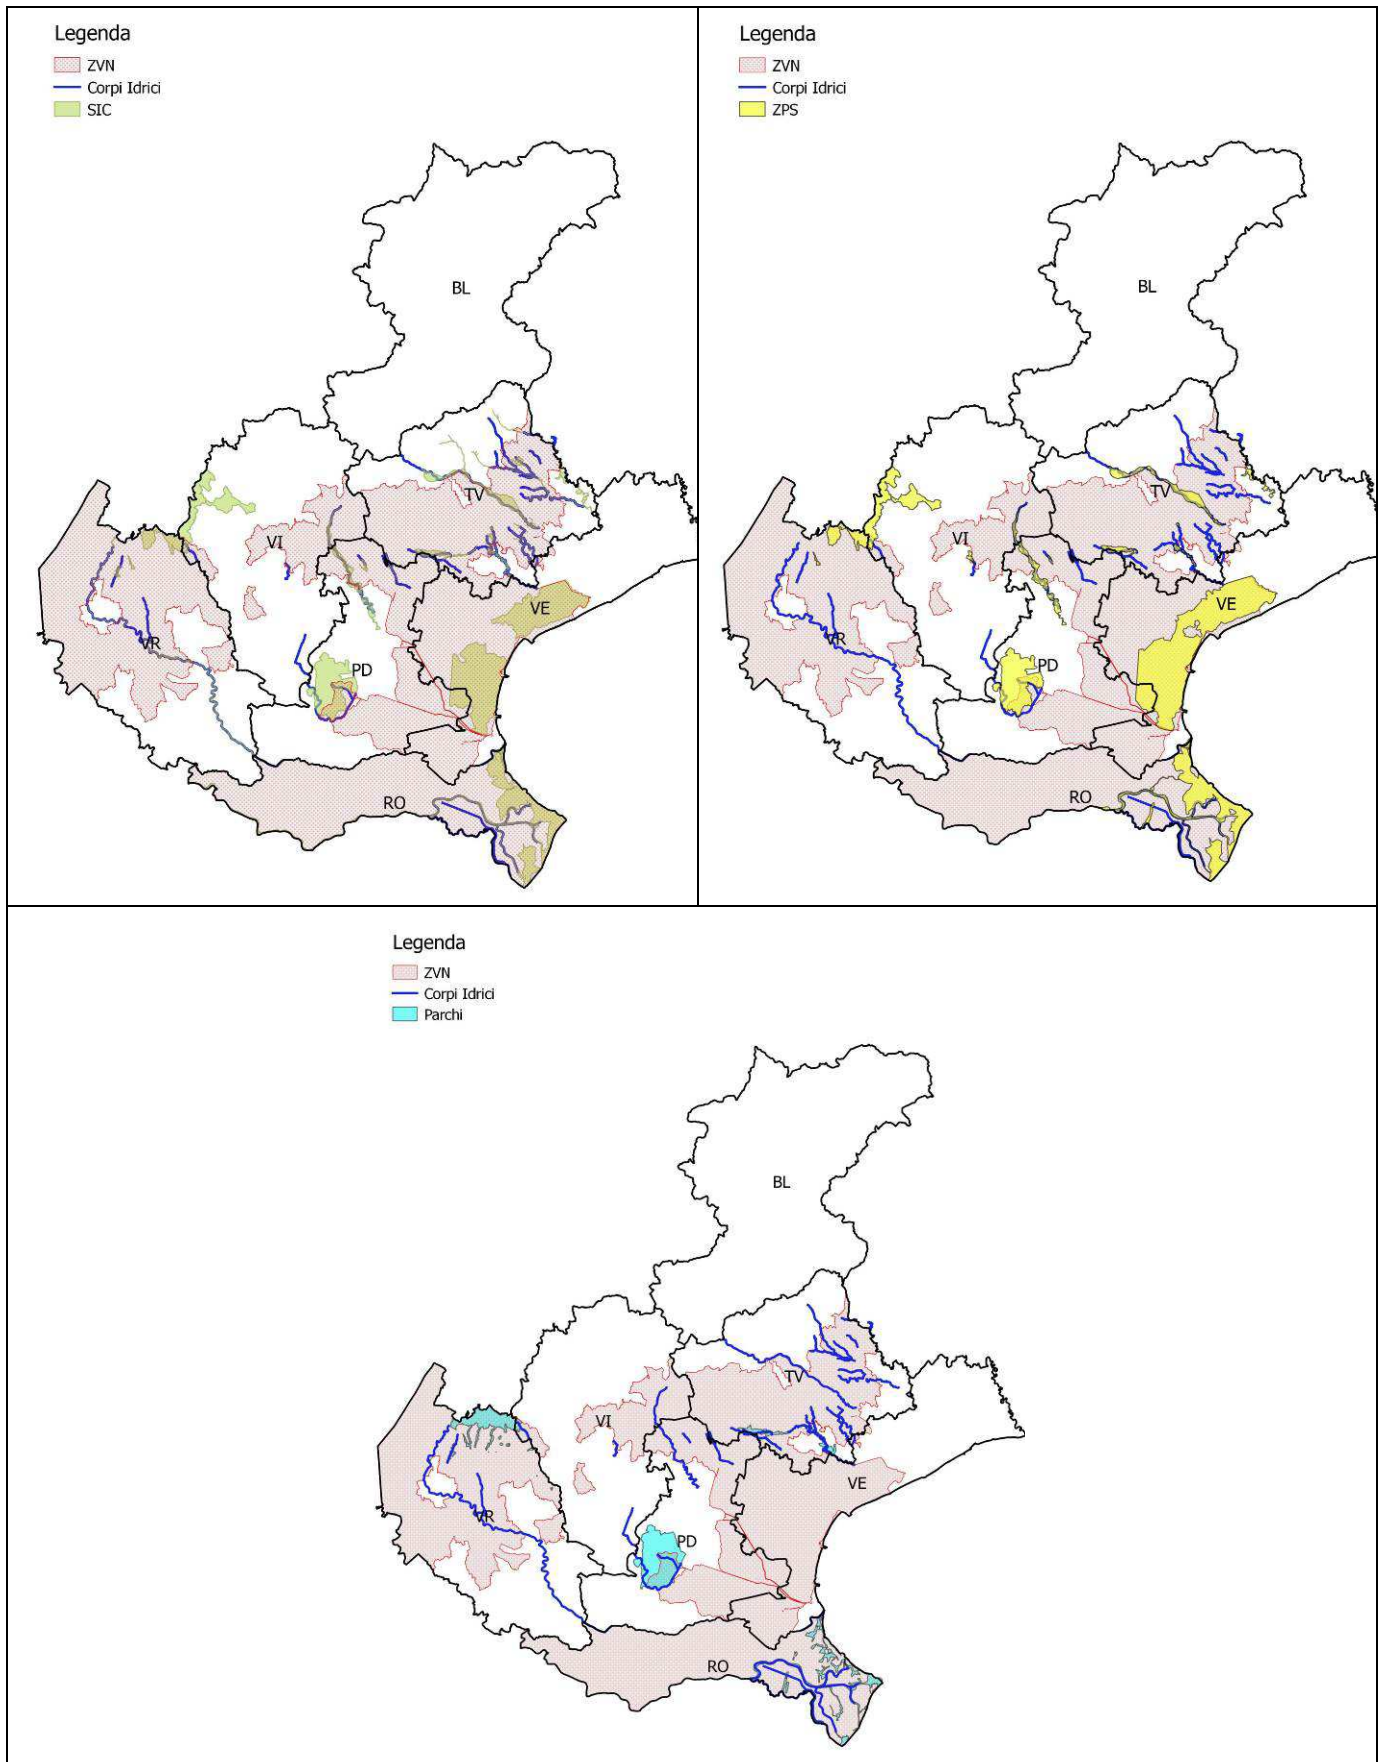 Legenda
ZVN
Corpi Idrici
SIC
BL
TV
VI
VE
VR
PD
RO
Legenda
ZVN
Corpi Idrici
ZPS
BL
TV
VI
VE
VR
PD
RO
Legenda
ZVN
Corpi Idrici
Parchi
BL
TV
VI
VE
VR
PD
RO